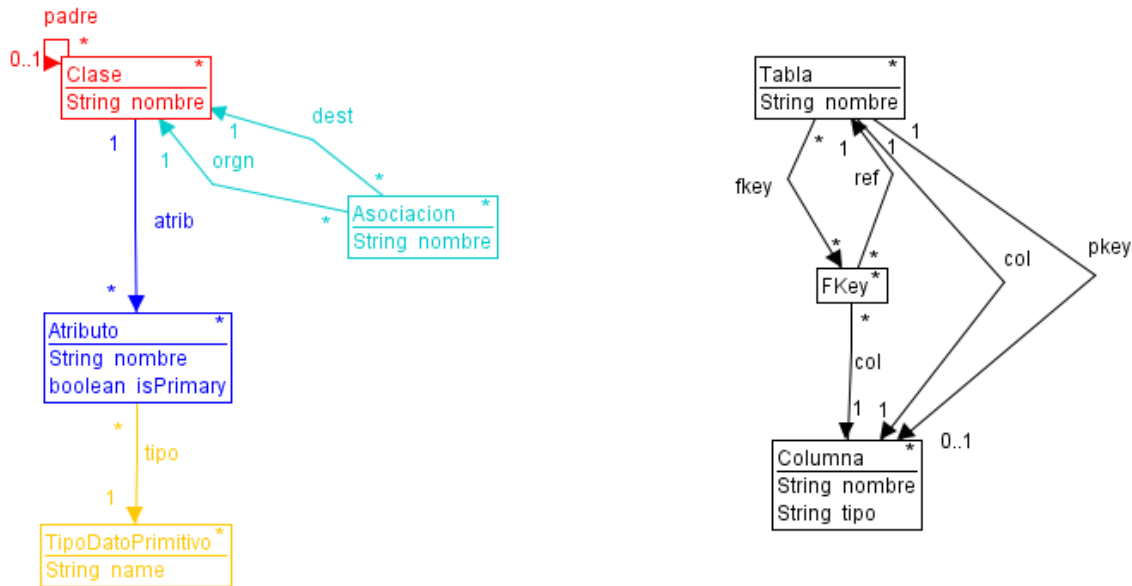 padre
*
0..1
Clase *
String nombre
1
atrib
*
Atributo *
String nombre
boolean isPrimary
*
tipo
1
TipoDatoPrimitivo *
String name
1
dest
*
1
orgn
*
Asociacion *
String nombre
Tabla *
String nombre
*
1
1
1
fkey
ref
*
*
FKey *
*
col
1
col
1
pkey
0..1
Columna *
String nombre
String tipo